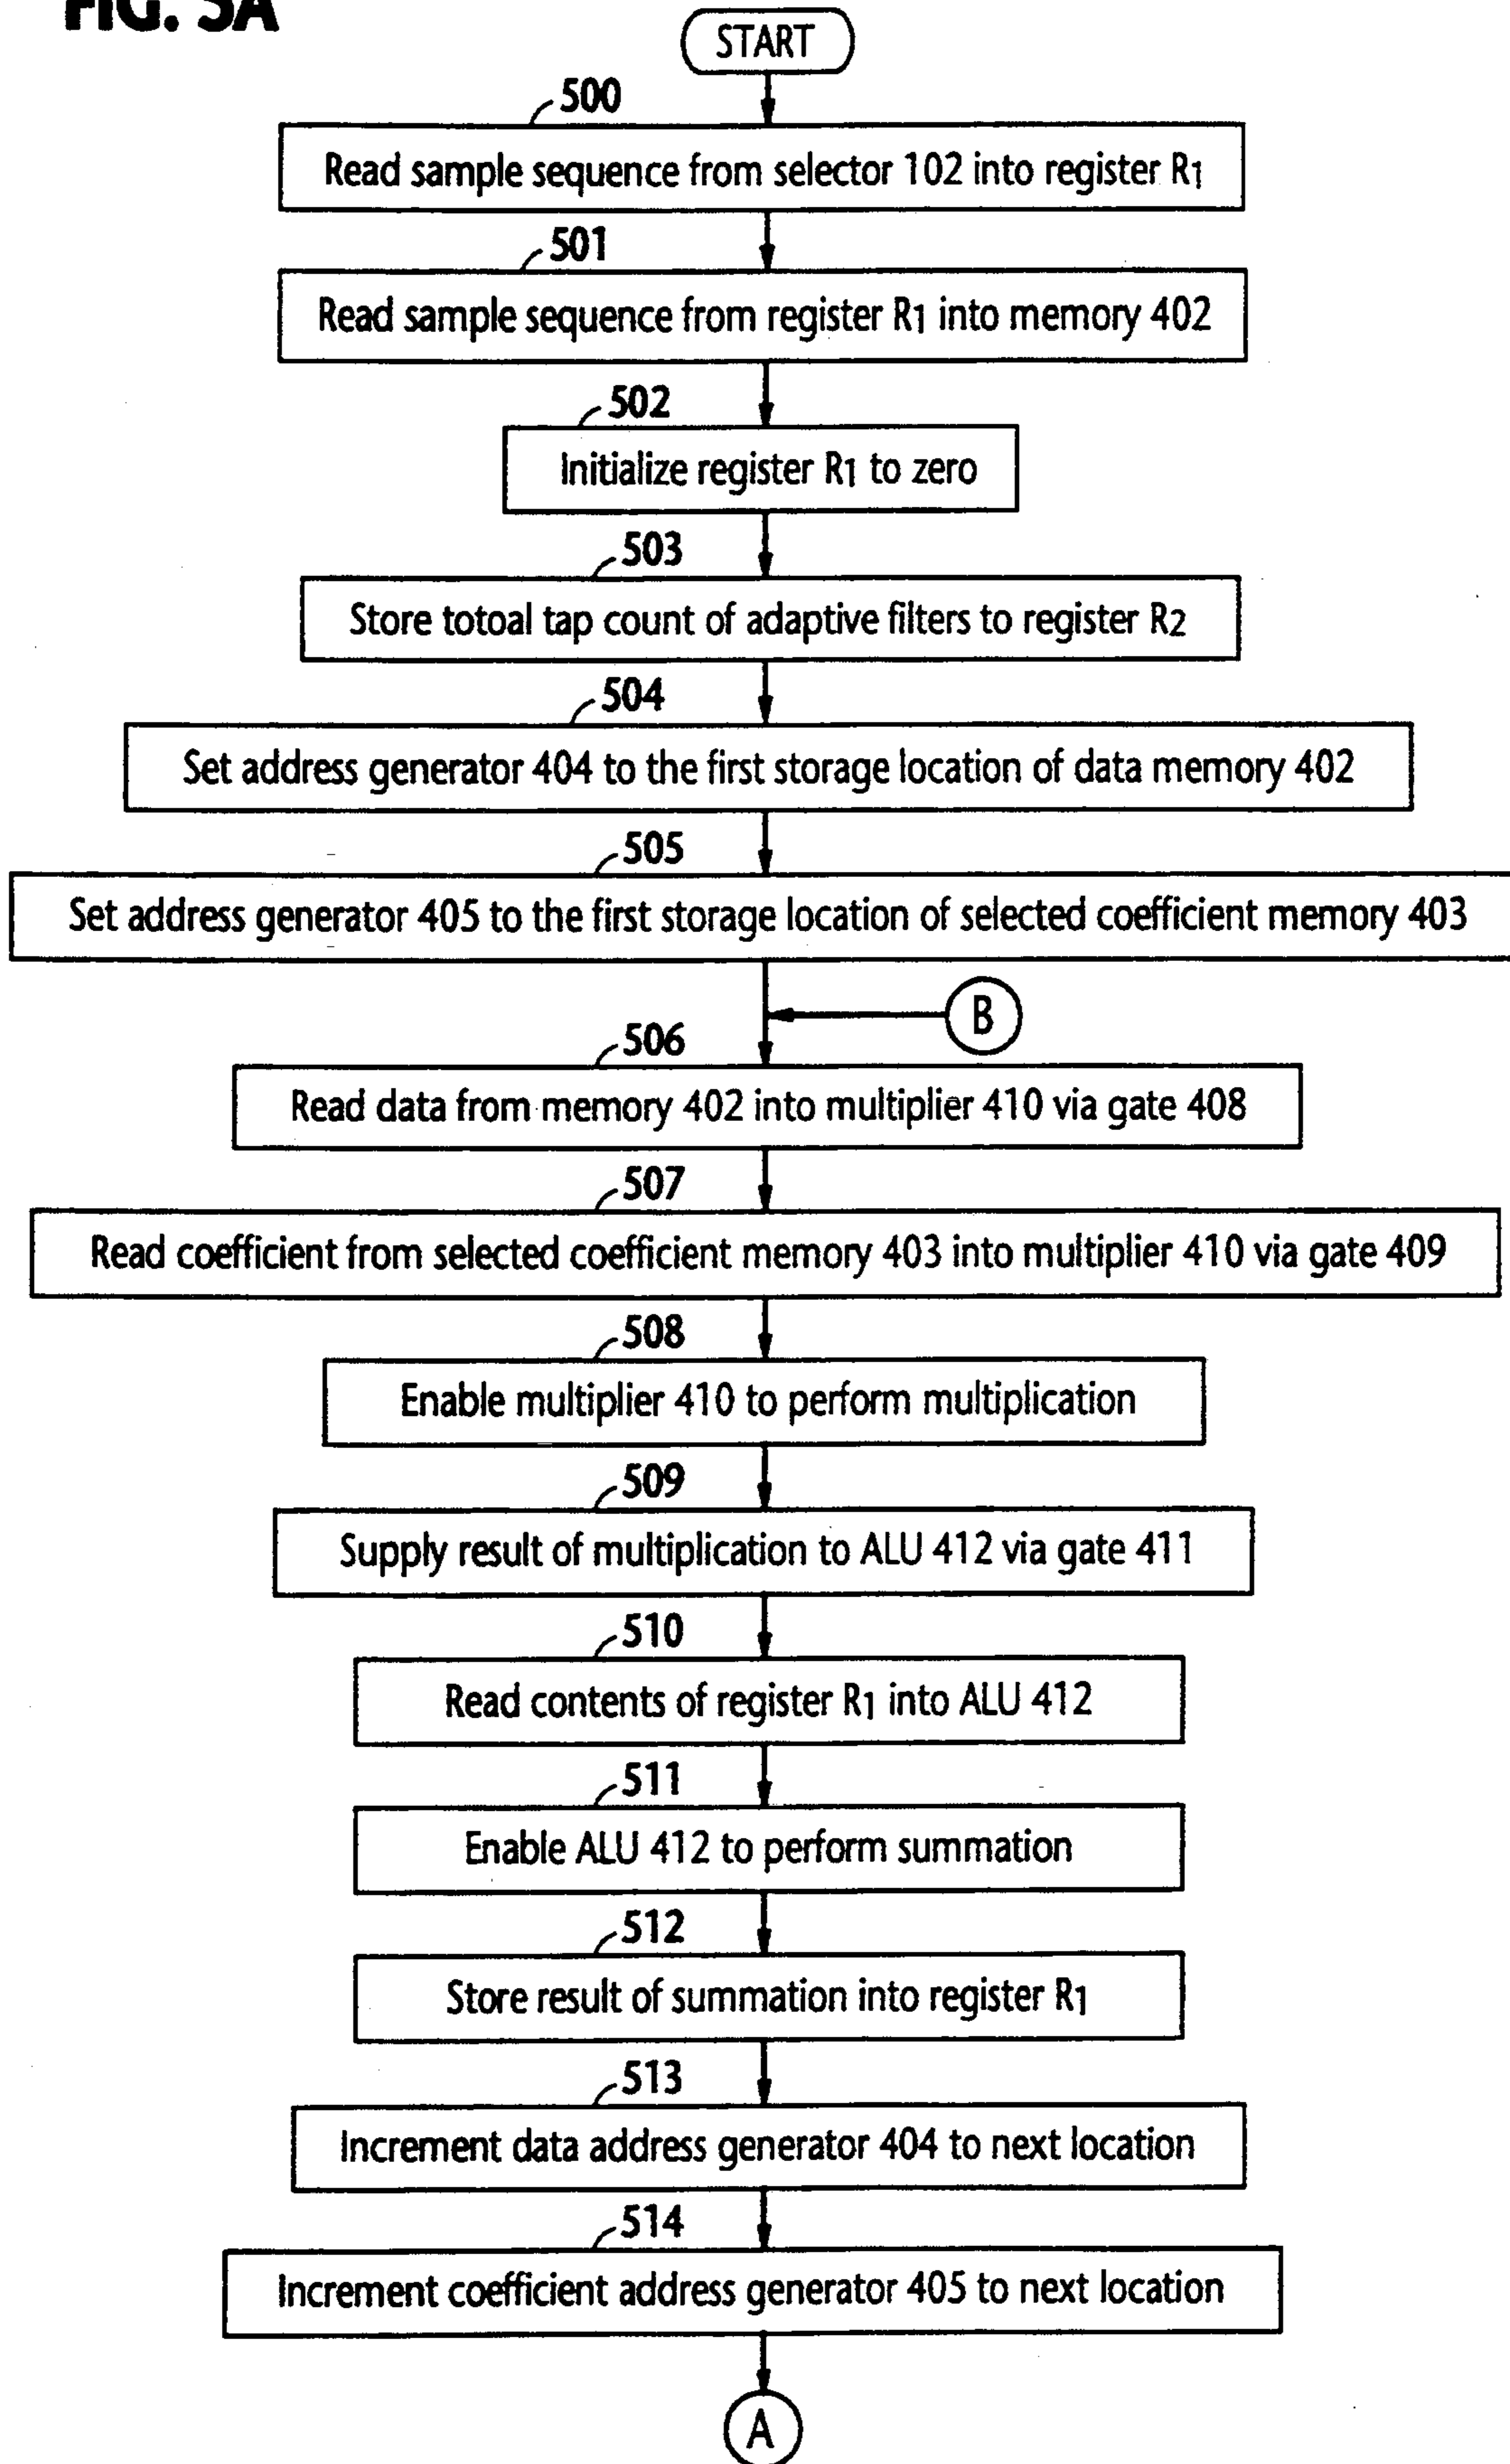 FIG. 5A
START
500
Read sample sequence from selector 102 into register R1
501
Read sample sequence from register R1 into memory 402
502
Initialize register R1 to zero
503
Store totoal tap count of adaptive filters to register R2
504
Set address generator 404 to the first storage location of data memory 402
505
Set address generator 405 to the first storage location of selected coefficient memory 403
B
506
Read data from memory 402 into multiplier 410 via gate 408
507
Read coefficient from selected coefficient memory 403 into multiplier 410 via gate 409
508
Enable multiplier 410 to perform multiplication
509
Supply result of multiplication to ALU 412 via gate 411
510
Read contents of register R1 into ALU 412
511
Enable ALU 412 to perform summation
512
Store result of summation into register R1
513
Increment data address generator 404 to next location
514
Increment coefficient address generator 405 to next location
A